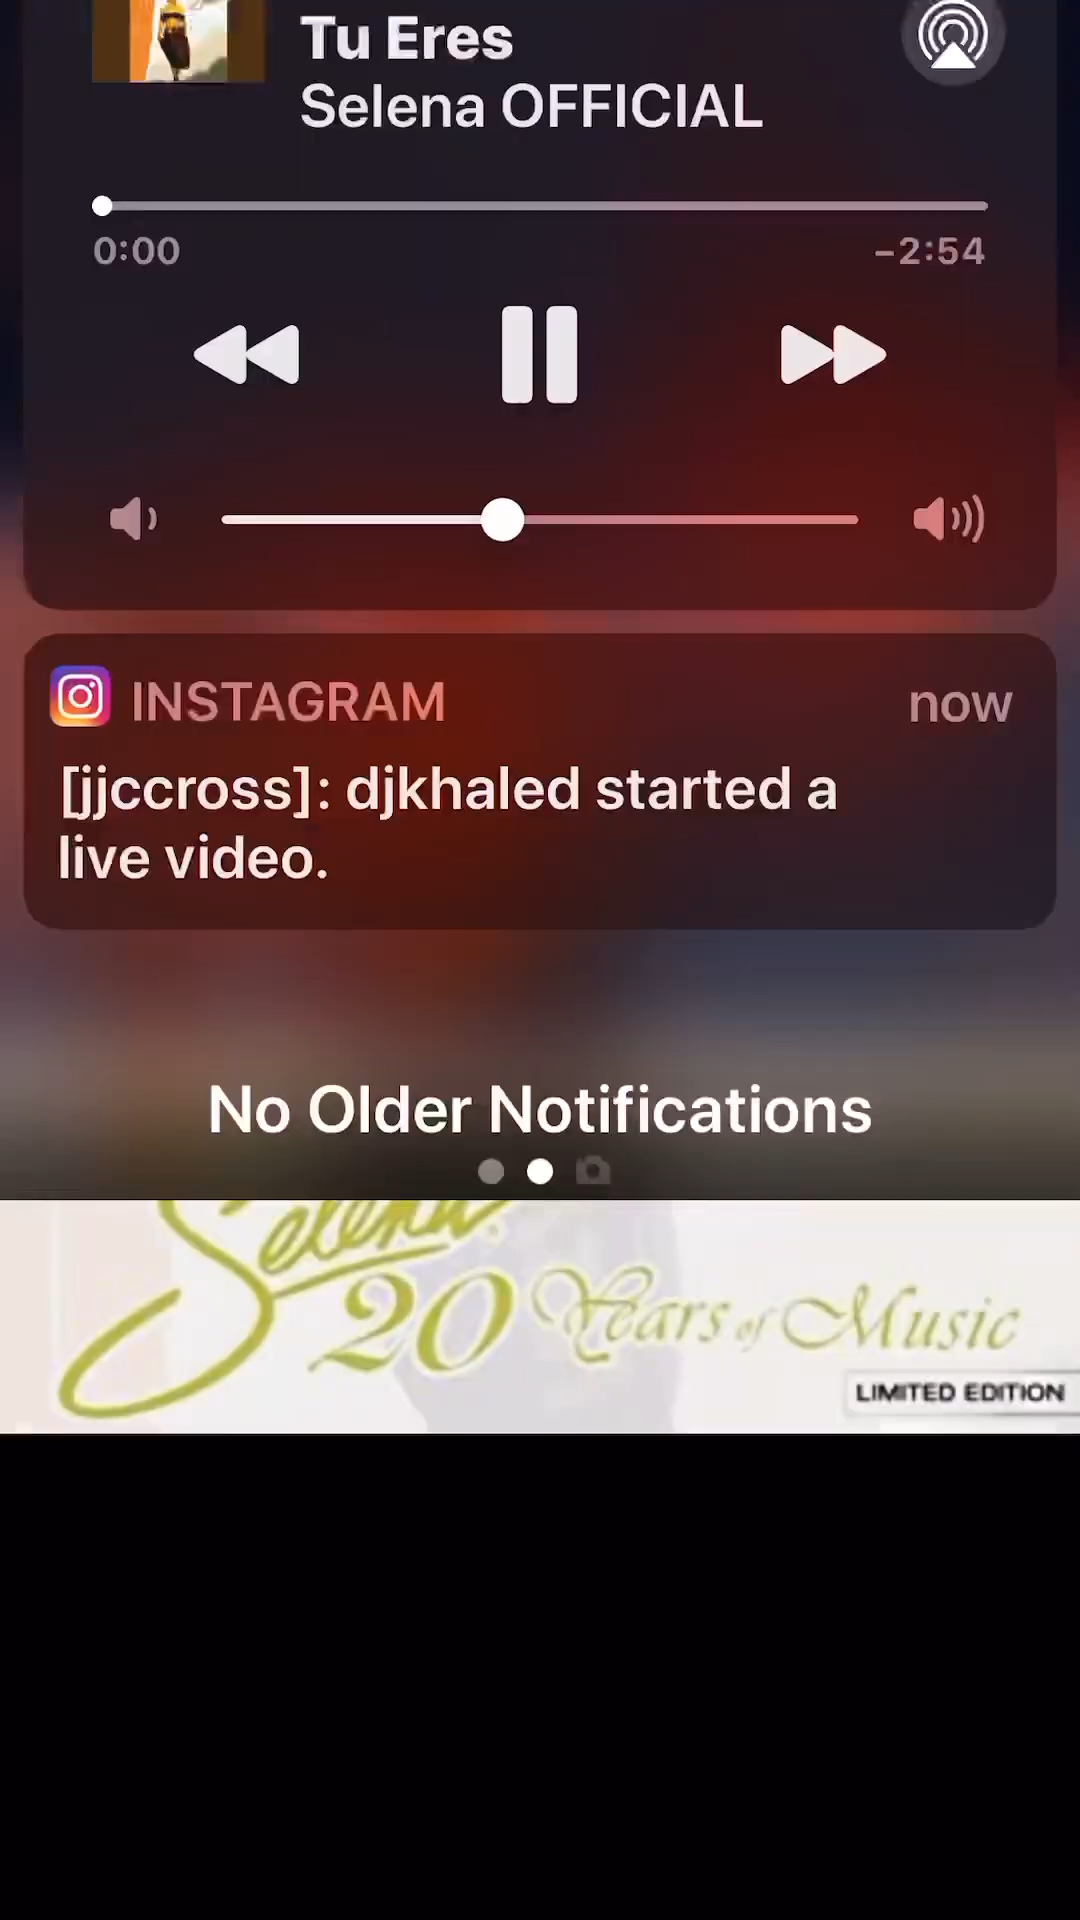 Tu Eres
Selena OFFICIAL
0:00
-2:54
INSTAGRAM
now
[jjccross]: djkhaled started a
live video.
No Older Notifications
Selena
20 Years of Music
LIMITED EDITION